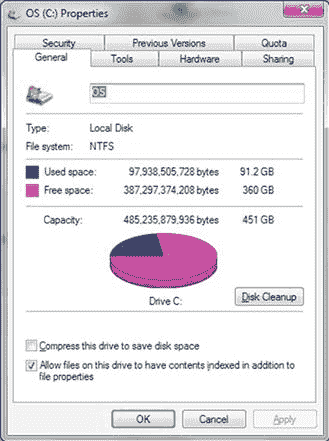 OS (C:) Properties
Security Previous Versions Quota
General Tools Hardware Sharing
OS
Type: Local Disk
File system: NTFS
Used space: 97,938,505,728 bytes 91.2 GB
Free space: 387,297,374,208 bytes 360 GB
Capacity: 485,235,879,936 bytes 451 GB
Drive C: Disk Cleanup
Compress this drive to save disk space
Allow files on this drive to have contents indexed in addition to
file properties
OK Cancel Apply